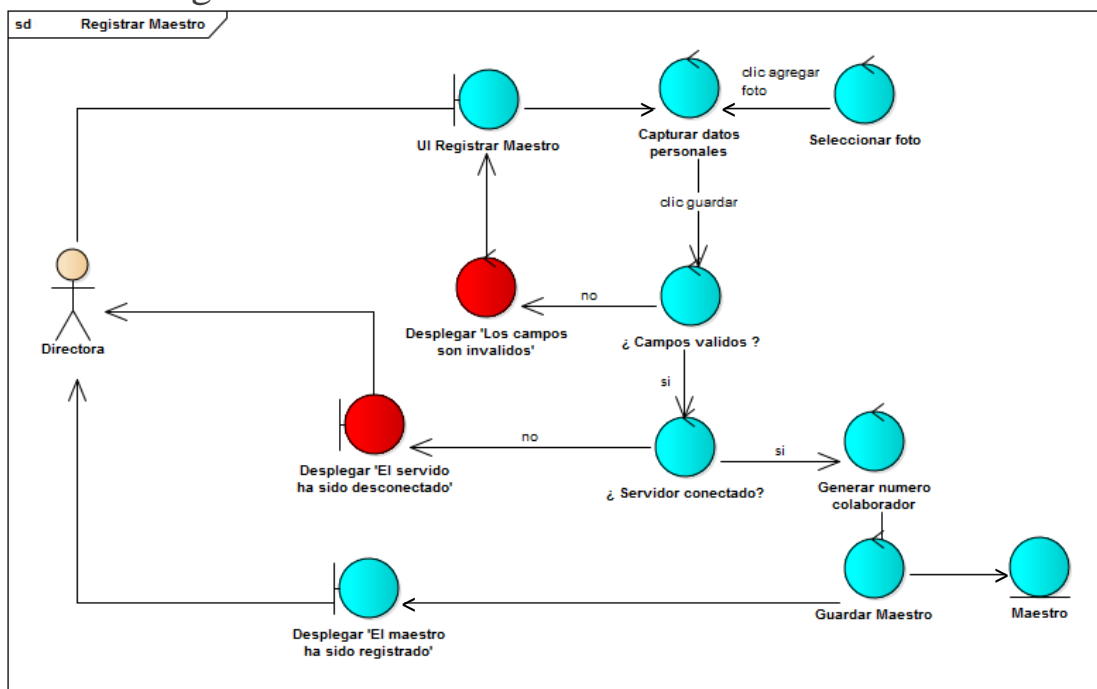 sd Registrar Maestro
clic agregar
foto
UI Registrar Maestro
Capturar datos
personales
Seleccionar foto
clic guardar
no
Directora
Desplegar 'Los campos
son invalidos'
¿ Campos validos ?
si
no
si
Desplegar 'El servido
ha sido desconectado'
¿ Servidor conectado?
Generar numero
colaborador
Guardar Maestro
Maestro
Desplegar 'El maestro
ha sido registrado'